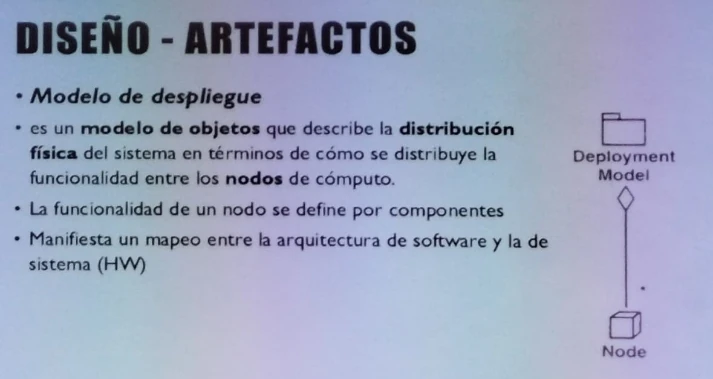 DISEÑO - ARTEFACTOS
• Modelo de despliegue
• es un modelo de objetos que describe la distribución
física del sistema en términos de cómo se distribuye la
funcionalidad entre los nodos de cómputo.
• La funcionalidad de un nodo se define por componentes
• Manifiesta un mapeo entre la arquitectura de software y la de
sistema (HW)
Deployment
Model
Node